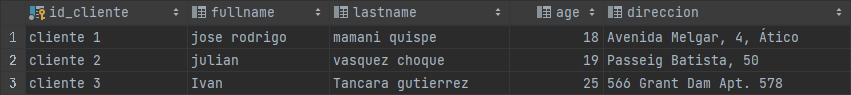 id_cliente fullname lastname age direccion
1 cliente 1 jose rodrigo mamani quispe 18 Avenida Melgar, 4, Ático
2 cliente 2 julian vasquez choque 19 Passeig Batista, 50
3 cliente 3 Ivan Tancara gutierrez 25 566 Grant Dam Apt. 578